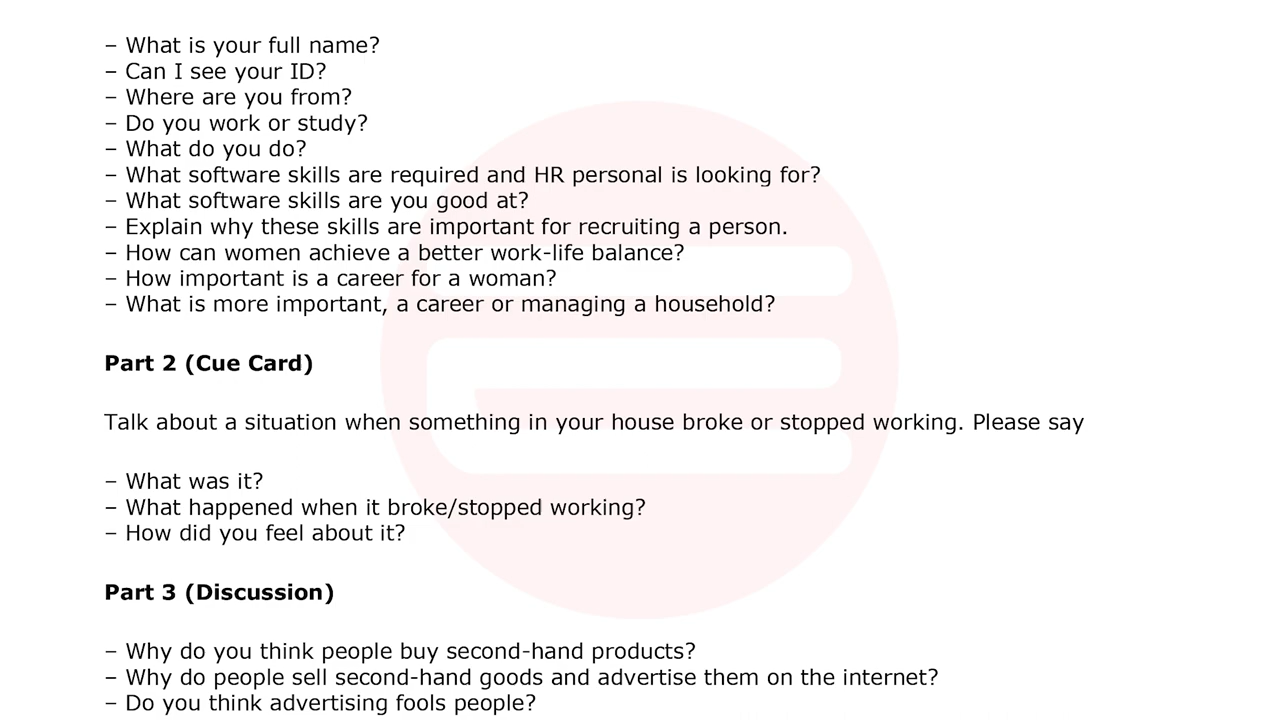 – What is your full name?
– Can I see your ID?
– Where are you from?
– Do you work or study?
– What do you do?
– What software skills are required and HR personal is looking for?
– What software skills are you good at?
– Explain why these skills are important for recruiting a person.
– How can women achieve a better work-life balance?
– How important is a career for a woman?
– What is more important, a career or managing a household?
Part 2 (Cue Card)
Talk about a situation when something in your house broke or stopped working. Please say
– What was it?
– What happened when it broke/stopped working?
– How did you feel about it?
Part 3 (Discussion)
– Why do you think people buy second-hand products?
– Why do people sell second-hand goods and advertise them on the internet?
– Do you think advertising fools people?